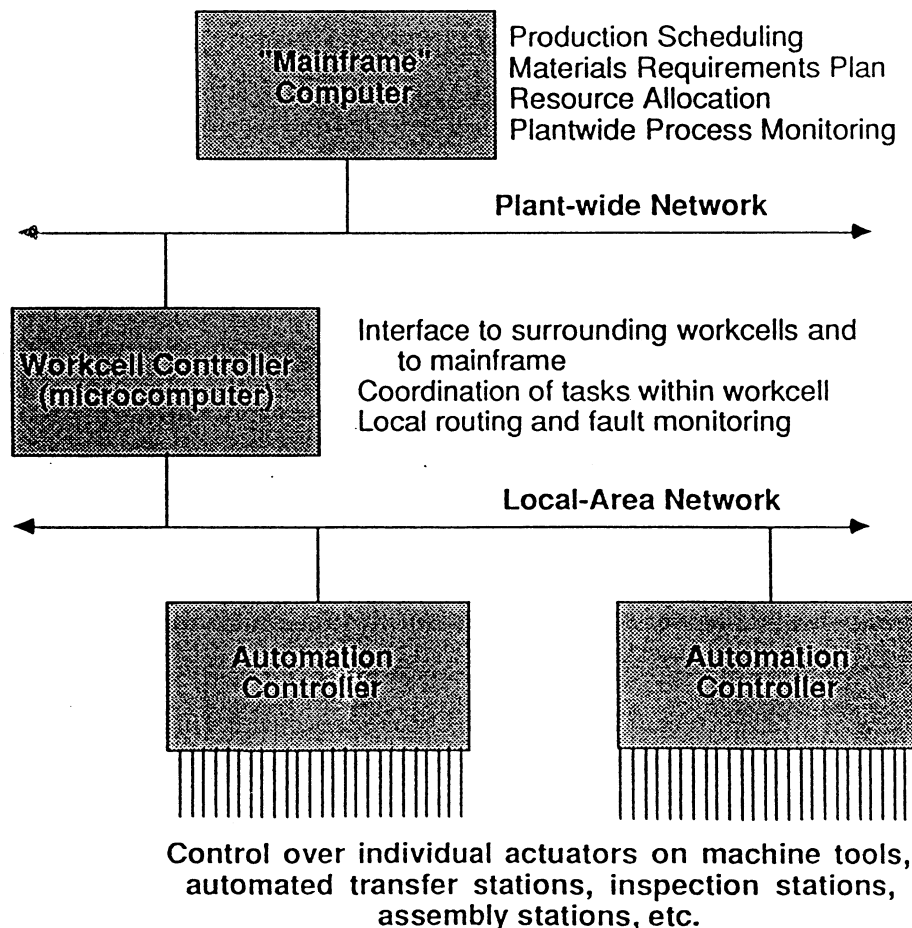 "Mainframe"
Computer
Production Scheduling
Materials Requirements Plan
Resource Allocation
Plantwide Process Monitoring
Plant-wide Network
Workcell Controller
(microcomputer)
Interface to surrounding workcells and
to mainframe
Coordination of tasks within workcell
Local routing and fault monitoring
Local-Area Network
Automation
Controller
Automation
Controller
Control over individual actuators on machine tools,
automated transfer stations, inspection stations,
assembly stations, etc.